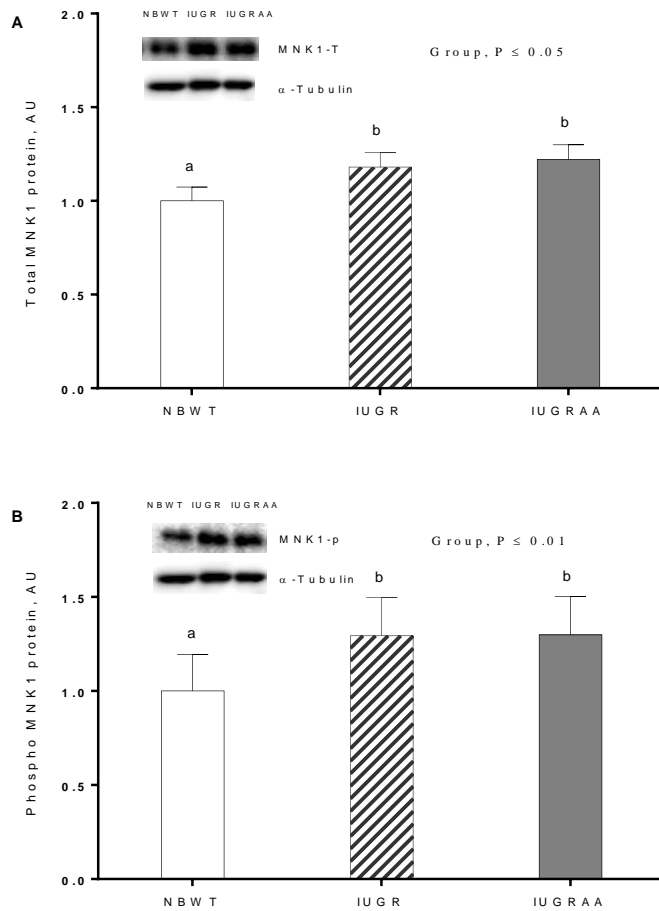 A
NBWT IUGR IUGRAA
MNK1-T
α-Tubulin
Group, P ≤ 0.05
Total MNK1 protein, AU
2.0
1.5
1.0
0.5
0.0
a
b
b
NBWT
IUGR
IUGRAA
B
NBWT IUGR IUGRAA
MNK1-p
α-Tubulin
Group, P ≤ 0.01
Phospho MNK1 protein, AU
2.0
1.5
1.0
0.5
0.0
a
b
b
NBWT
IUGR
IUGRAA